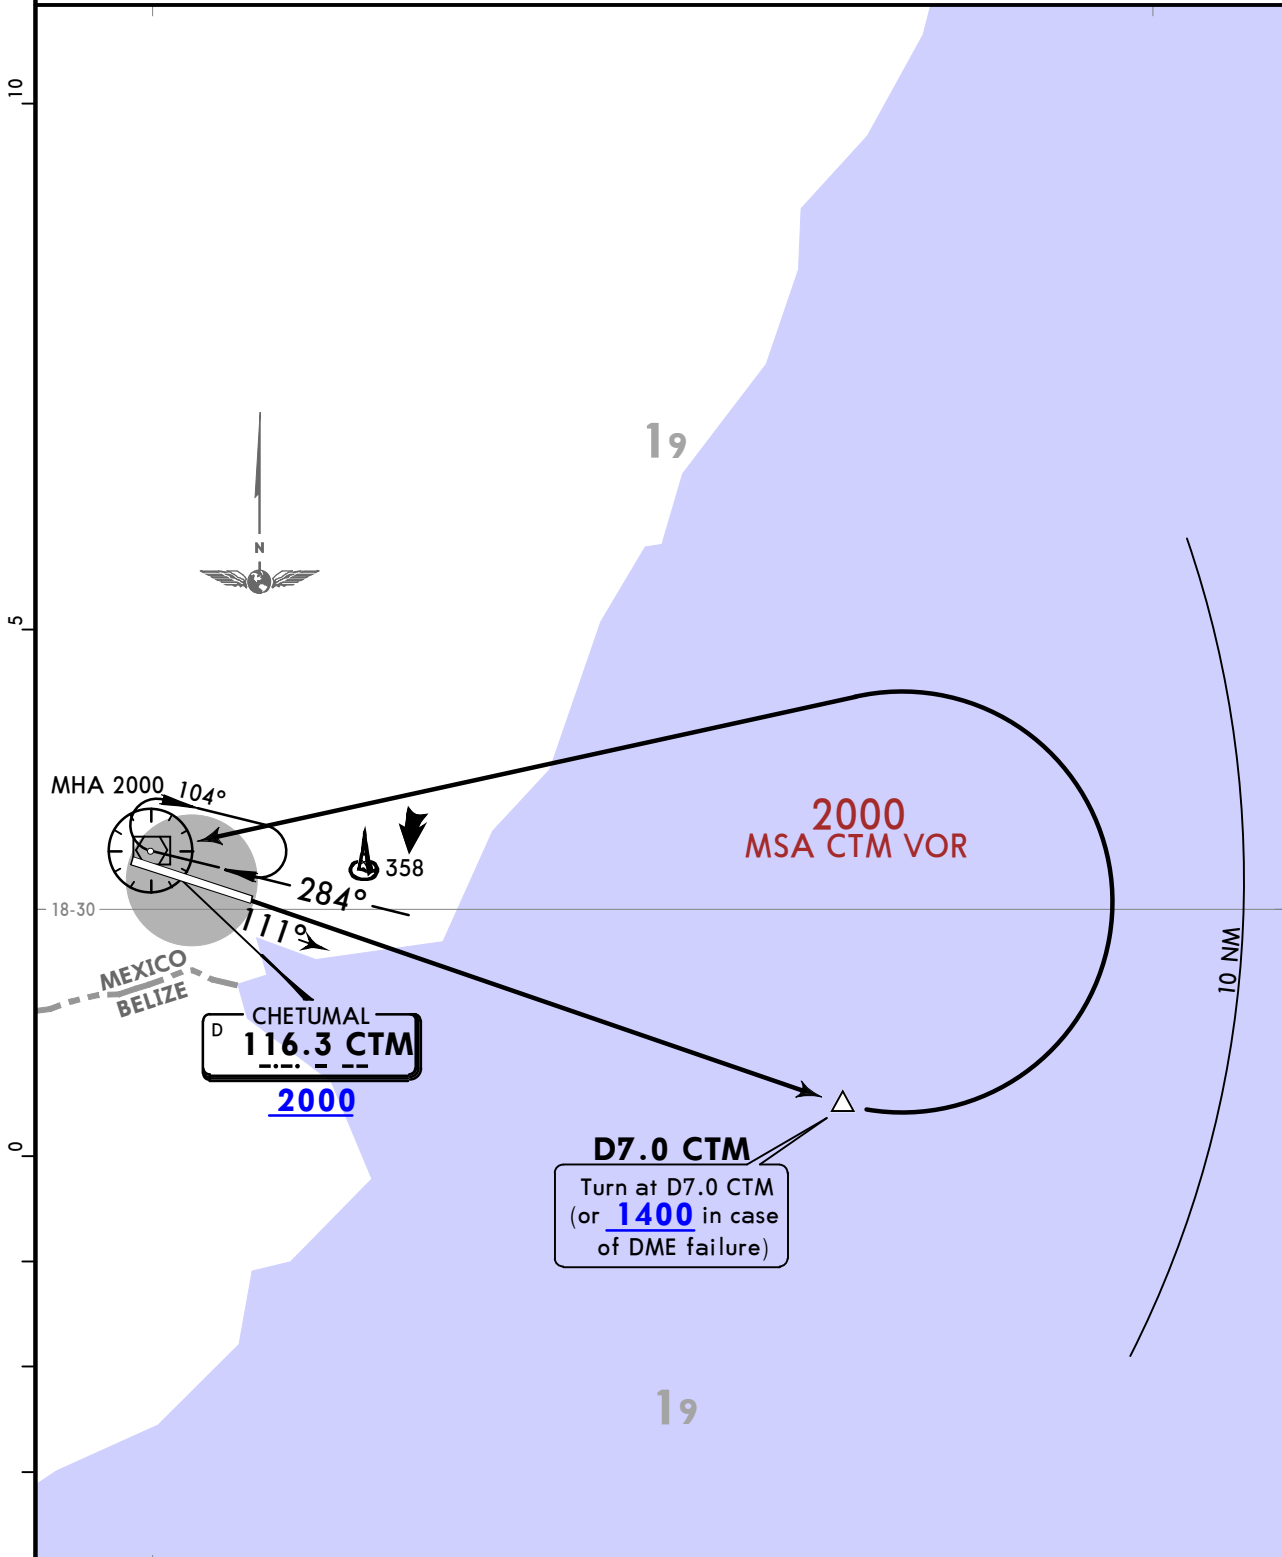 10
19
N
5
MHA 2000
104°
2000
MSA CTM VOR
358
284°
18-30
111°
10 NM
MEXICO
BELIZE
CHETUMAL
D
116.3 CTM
2000
0
D7.0 CTM
Turn at D7.0 CTM
(or 1400 in case
of DME failure)
19